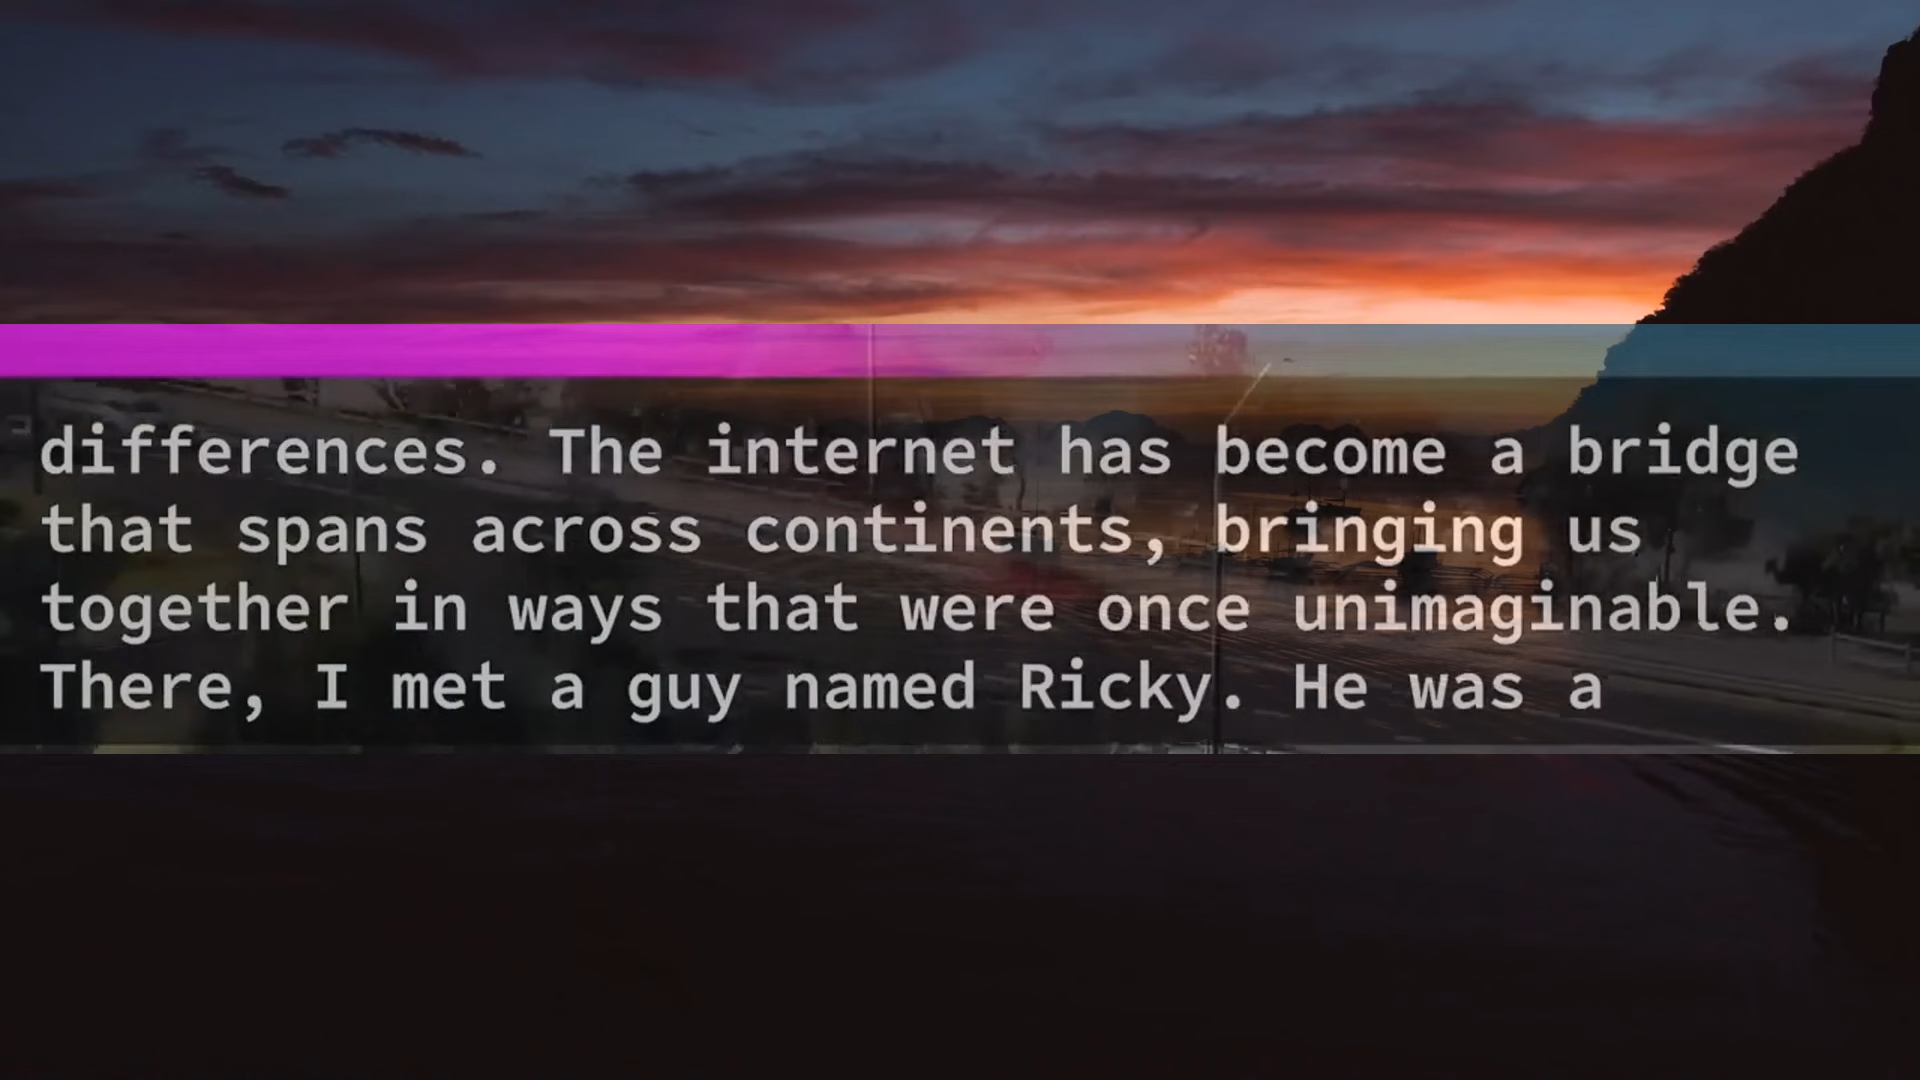 differences. The internet has become a bridge
that spans across continents, bringing us
together in ways that were once unimaginable.
There, I met a guy named Ricky. He was a